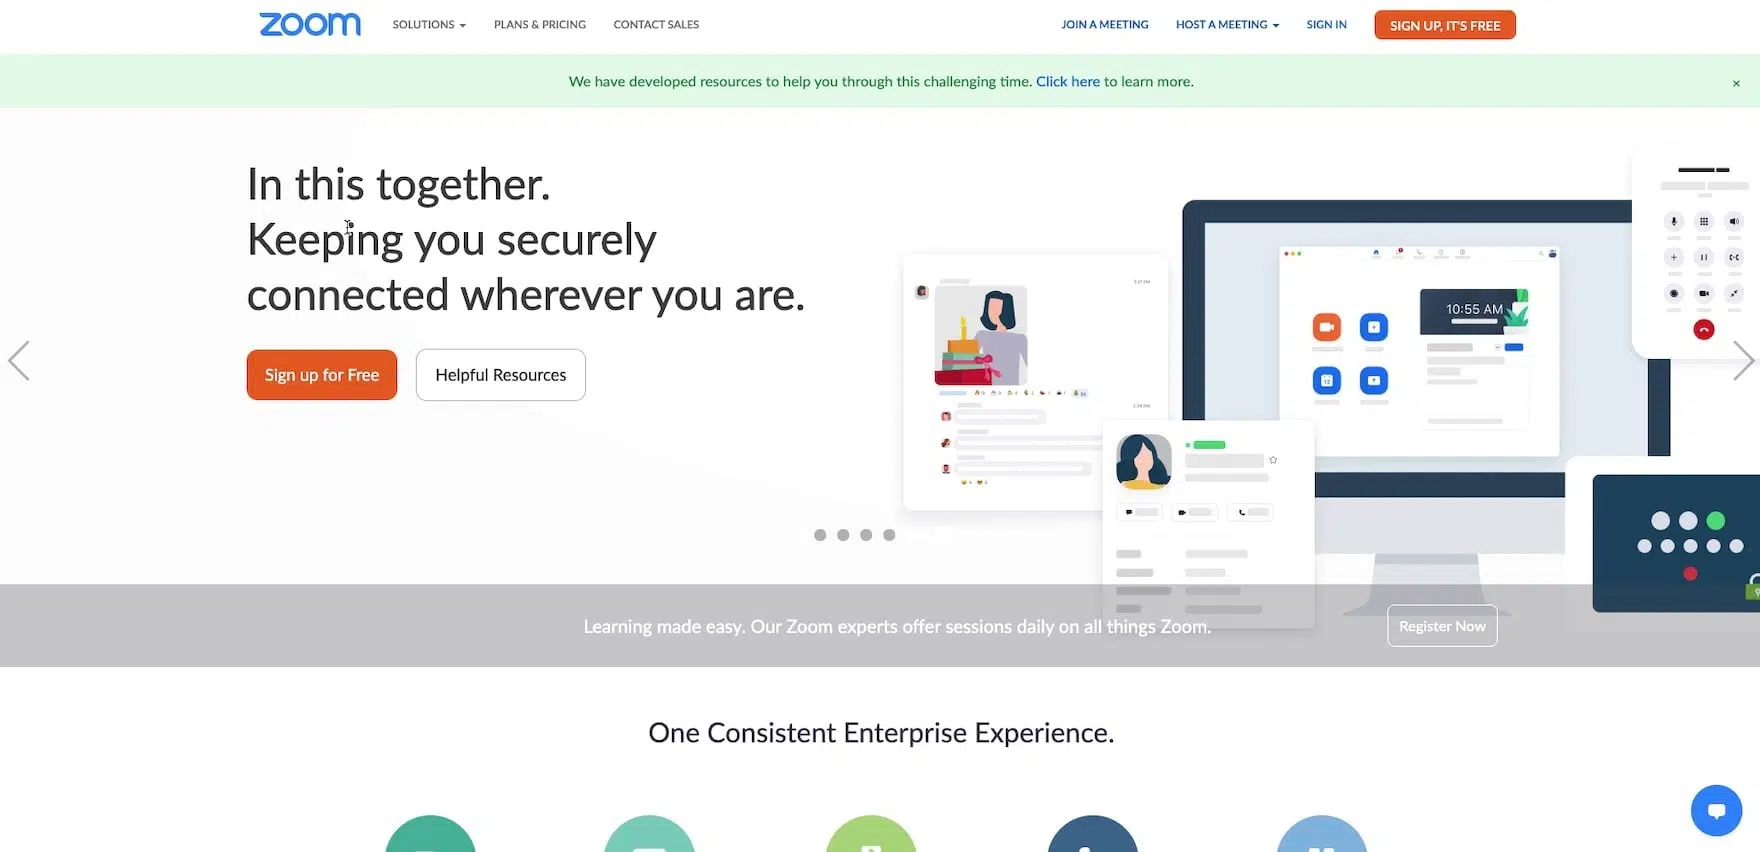 zoom
SOLUTIONS
PLANS & PRICING
CONTACT SALES
JOIN A MEETING
HOST A MEETING
SIGN IN
SIGN UP, IT'S FREE
We have developed resources to help you through this challenging time. Click here to learn more.
×
In this together.
Keeping you securely
connected wherever you are.
Sign up for Free
Helpful Resources
10:55 AM
Learning made easy. Our Zoom experts offer sessions daily on all things Zoom.
Register Now
One Consistent Enterprise Experience.